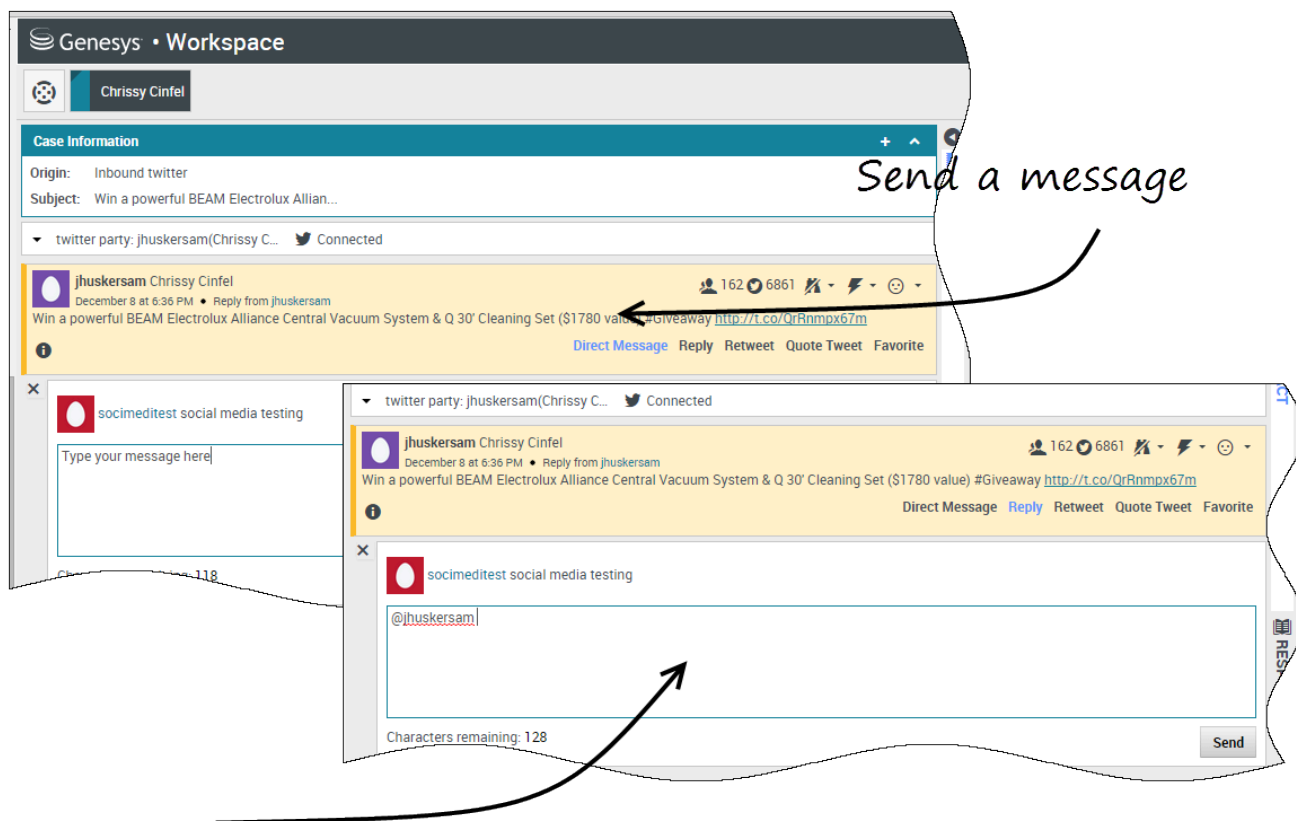 Genesys • Workspace
Chrissy Cinfel
Case Information
Origin: Inbound twitter
Subject: Win a powerful BEAM Electrolux Allian...
Send a message
twitter party: jhuskersam(Chrissy C... Connected
jhuskersam Chrissy Cinfel
162 6861
December 8 at 6:36 PM • Reply from jhuskersam
Win a powerful BEAM Electrolux Alliance Central Vacuum System & Q 30' Cleaning Set ($1780 value) #Giveaway http://t.co/QrRnmpx67m
Direct Message Reply Retweet Quote Tweet Favorite
socimeditest social media testing
Type your message here
118
twitter party: jhuskersam(Chrissy C... Connected
jhuskersam Chrissy Cinfel
162 6861
December 8 at 6:36 PM • Reply from jhuskersam
Win a powerful BEAM Electrolux Alliance Central Vacuum System & Q 30' Cleaning Set ($1780 value) #Giveaway http://t.co/QrRnmpx67m
Direct Message Reply Retweet Quote Tweet Favorite
socimeditest social media testing
@jhuskersam
Characters remaining: 128
Send